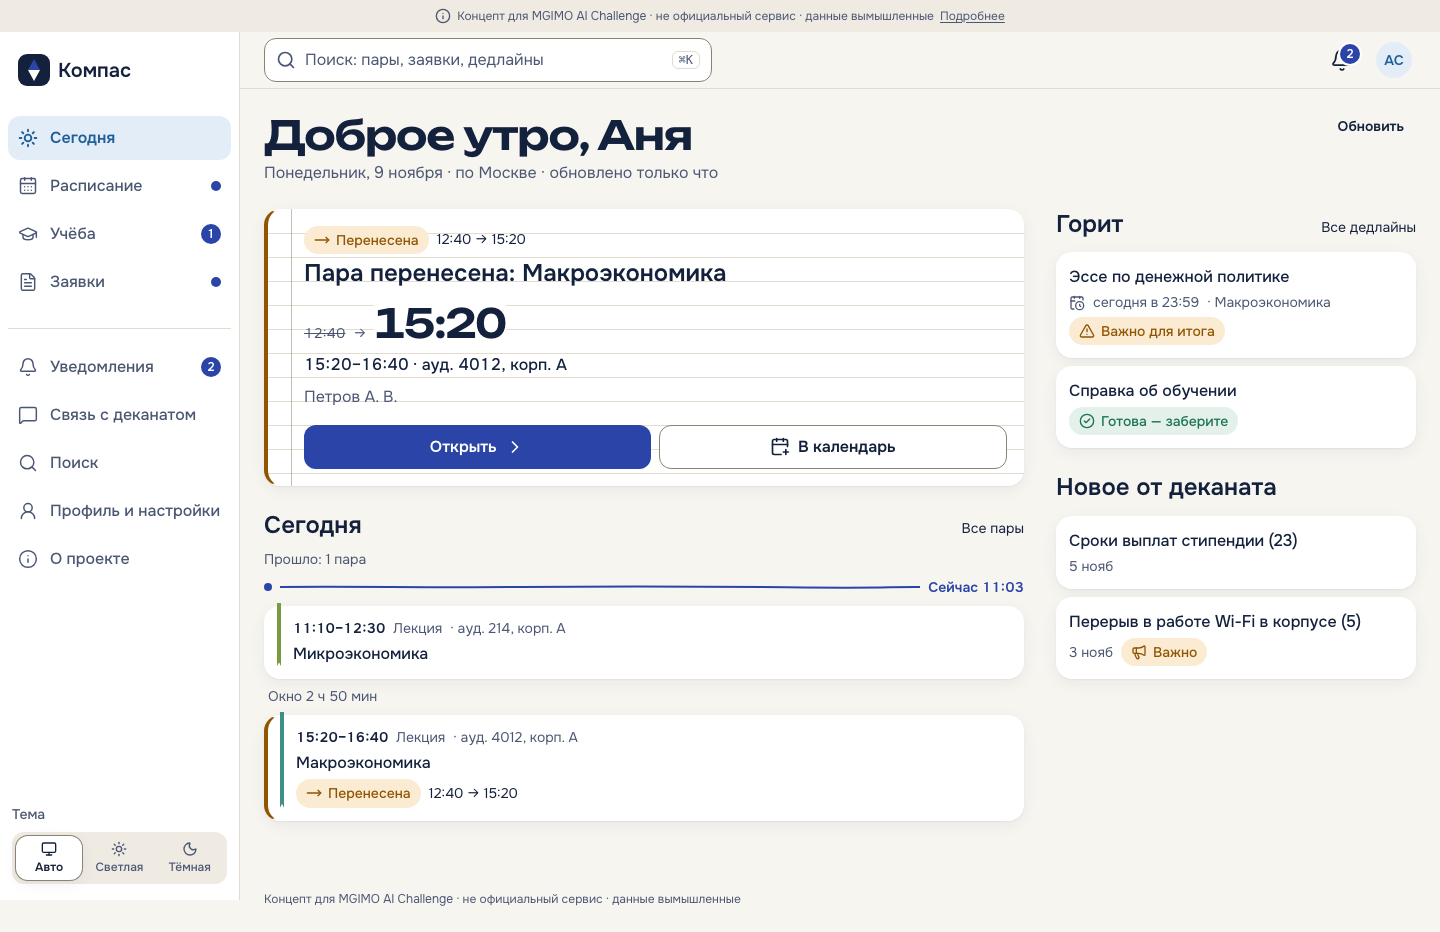 Концепт для MGIMO AI Challenge · не официальный сервис · данные вымышленные Подробнее
Компас
Поиск: пары, заявки, дедлайны
⌘K
2
АС
Сегодня
Расписание
Учёба
1
Заявки
Уведомления
2
Связь с деканатом
Поиск
Профиль и настройки
О проекте
Тема
Авто
Светлая
Тёмная
Доброе утро, Аня
Обновить
Понедельник, 9 ноября · по Москве · обновлено только что
→ Перенесена 12:40 → 15:20
Пара перенесена: Макроэкономика
12:40 → 15:20
15:20–16:40 · ауд. 4012, корп. А
Петров А. В.
Открыть
В календарь
Сегодня
Все пары
Прошло: 1 пара
Сейчас 11:03
11:10–12:30 Лекция · ауд. 214, корп. А
Микроэкономика
Окно 2 ч 50 мин
15:20–16:40 Лекция · ауд. 4012, корп. А
Макроэкономика
→ Перенесена 12:40 → 15:20
Горит
Все дедлайны
Эссе по денежной политике
сегодня в 23:59 · Макроэкономика
Важно для итога
Справка об обучении
Готова — заберите
Новое от деканата
Сроки выплат стипендии (23)
5 нояб
Перерыв в работе Wi-Fi в корпусе (5)
3 нояб Важно
Концепт для MGIMO AI Challenge · не официальный сервис · данные вымышленные